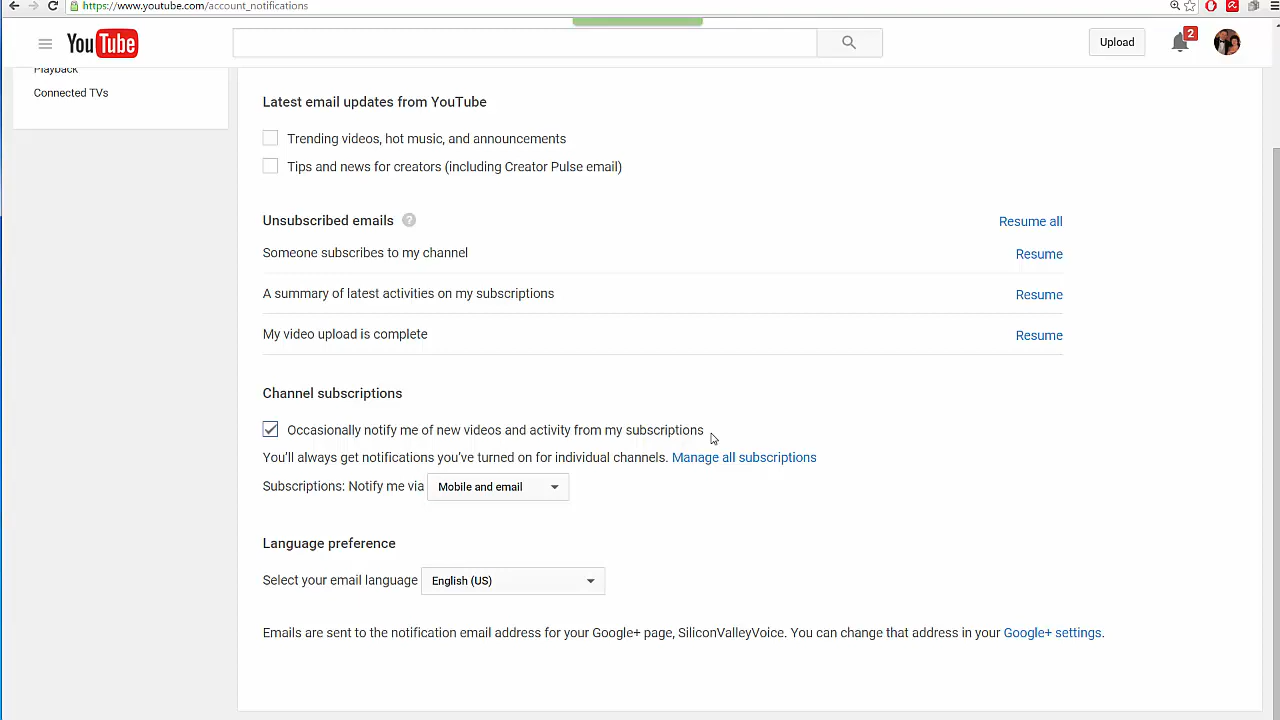 https://www.youtube.com/account_notifications
YouTube
Upload
2
Playback
Connected TVs
Latest email updates from YouTube
Trending videos, hot music, and announcements
Tips and news for creators (including Creator Pulse email)
Unsubscribed emails ?
Resume all
Someone subscribes to my channel
Resume
A summary of latest activities on my subscriptions
Resume
My video upload is complete
Resume
Channel subscriptions
Occasionally notify me of new videos and activity from my subscriptions
You'll always get notifications you've turned on for individual channels. Manage all subscriptions
Subscriptions: Notify me via Mobile and email
Language preference
Select your email language English (US)
Emails are sent to the notification email address for your Google+ page, SiliconValleyVoice. You can change that address in your Google+ settings.